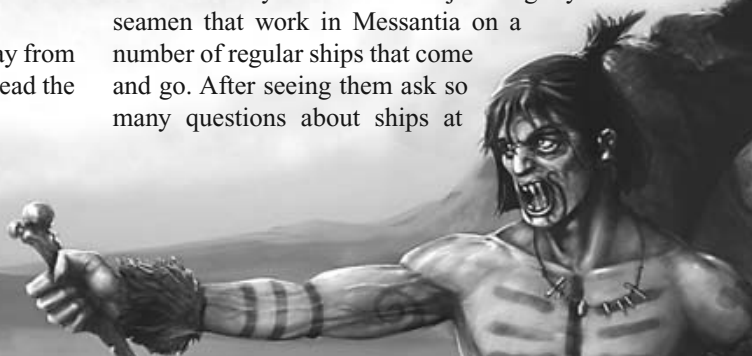 seamen that work in Messantia on a
ay from
number of regular ships that come
ead the
and go. After seeing them ask so
many questions about ships at